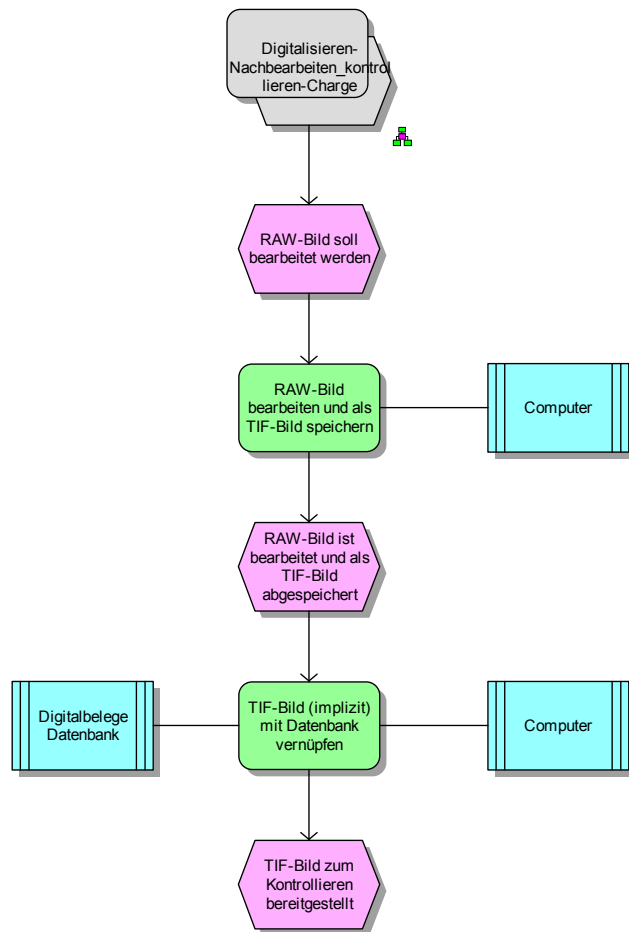 Digitalisieren-
Nachbearbeiten_kontrol
lieren-Charge
RAW-Bild soll
bearbeitet werden
RAW-Bild
bearbeiten und als
TIF-Bild speichern
Computer
RAW-Bild ist
bearbeitet und als
TIF-Bild
abgespeichert
Digitalbelege
Datenbank
TIF-Bild (implizit)
mit Datenbank
vernüpfen
Computer
TIF-Bild zum
Kontrollieren
bereitgestellt